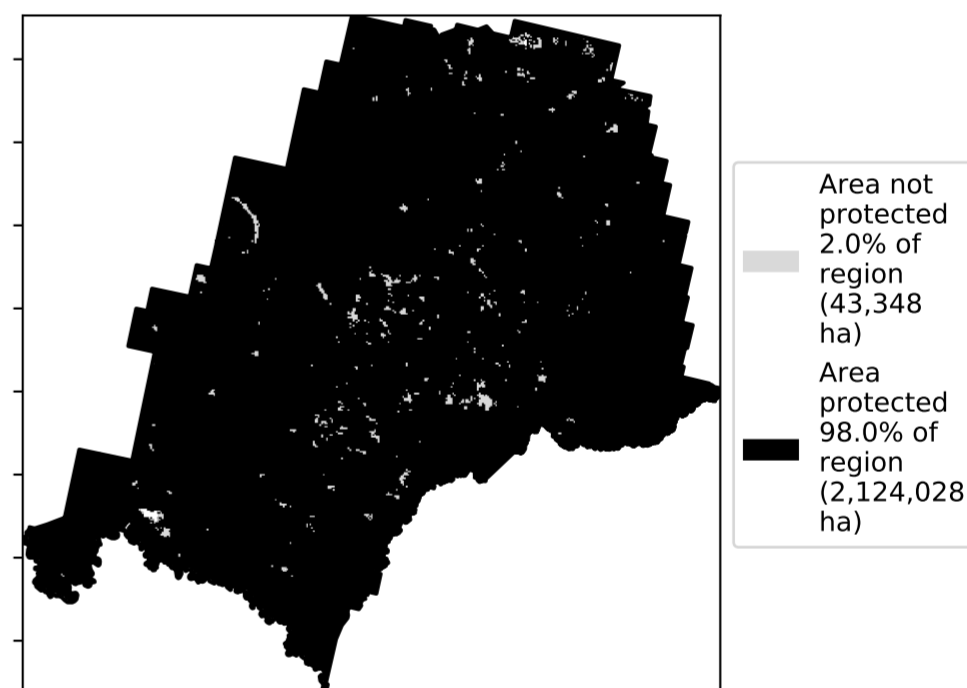 Area not
protected
2.0% of
region
(43,348
ha)
Area
protected
98.0% of
region
(2,124,028
ha)